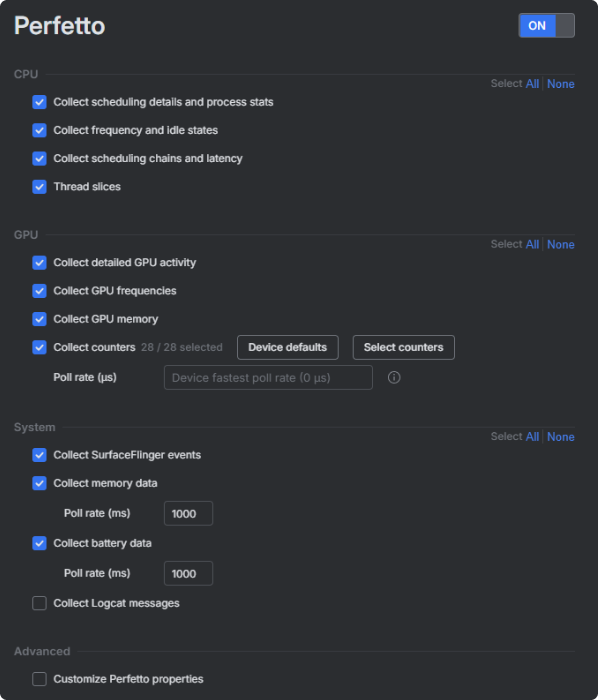 Perfetto
ON
CPU
Select All | None
Collect scheduling details and process stats
Collect frequency and idle states
Collect scheduling chains and latency
Thread slices
GPU
Select All | None
Collect detailed GPU activity
Collect GPU frequencies
Collect GPU memory
Collect counters 28 / 28 selected Device defaults Select counters
Poll rate (µs) Device fastest poll rate (0 µs)
System
Select All | None
Collect SurfaceFlinger events
Collect memory data
Poll rate (ms) 1000
Collect battery data
Poll rate (ms) 1000
Collect Logcat messages
Advanced
Customize Perfetto properties